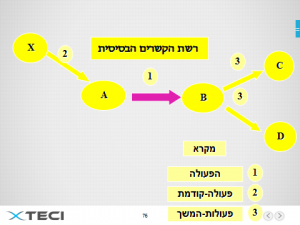 רשת הקשרים הבסיסית
X
2
A
1
B
3
C
3
D
מקרא
הפעולה 1
פעולה-קודמת 2
פעולות-המשך 3
XTECI
76